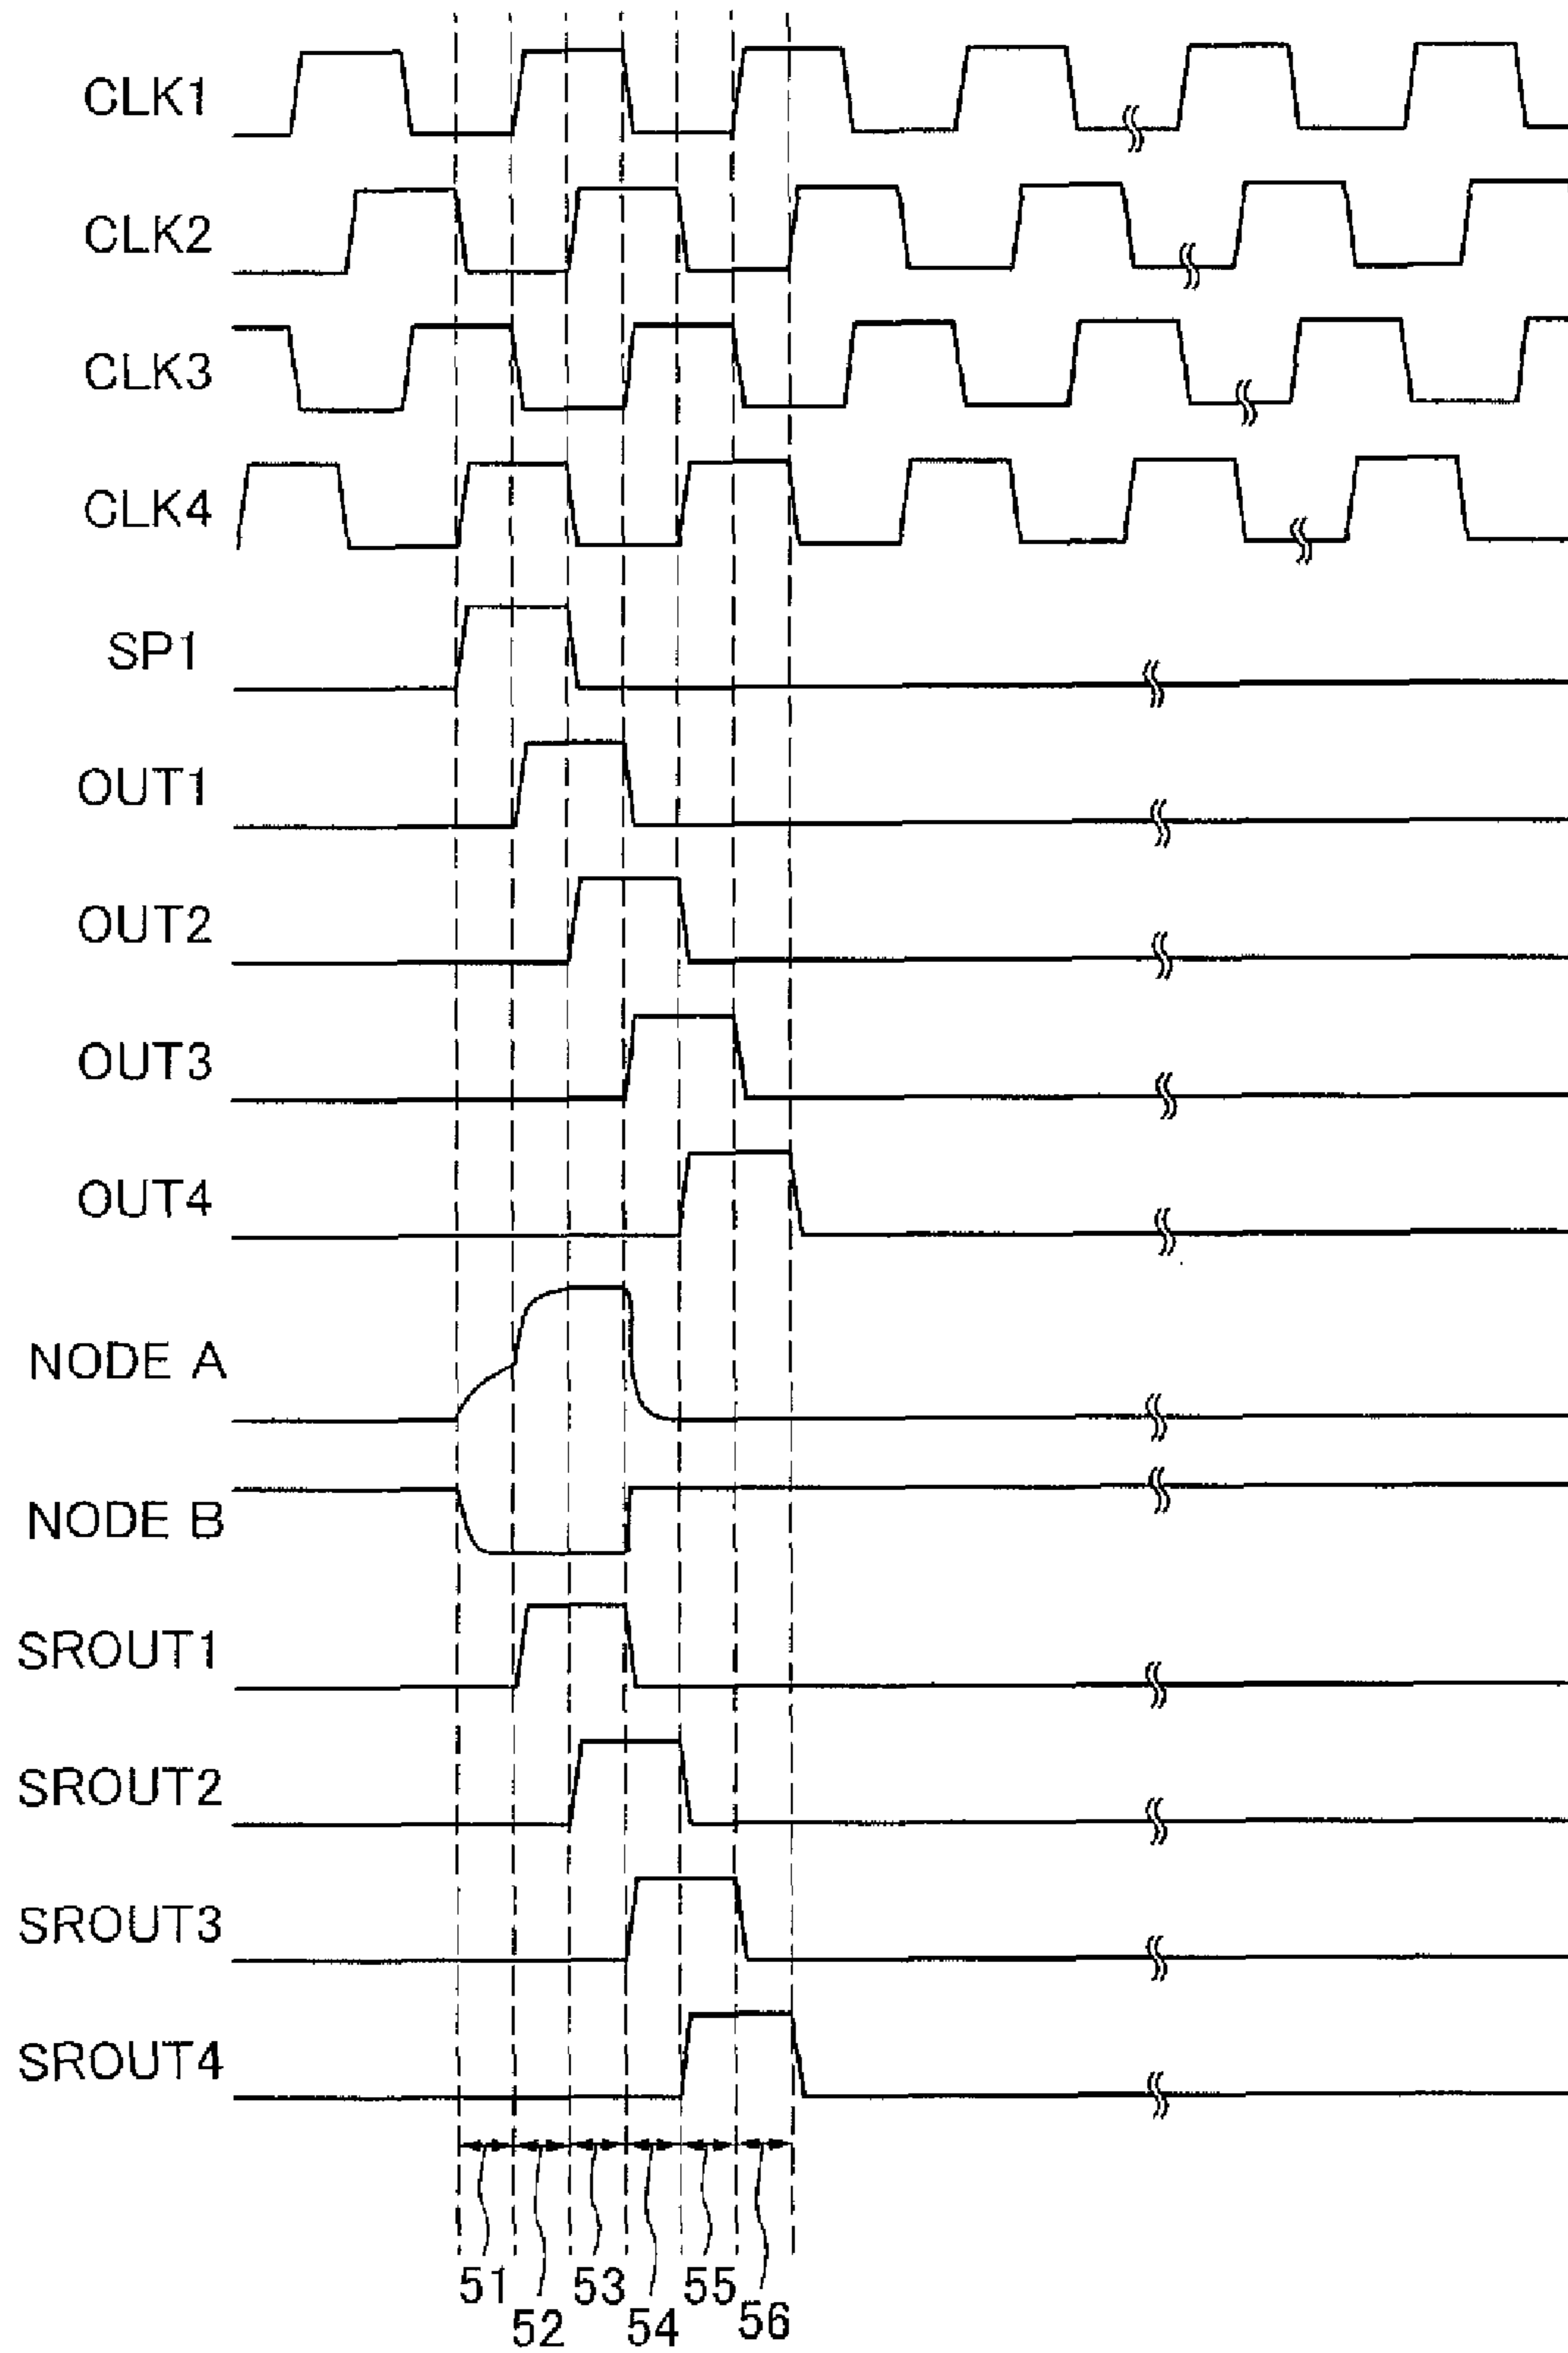 CLK1
CLK2
CLK3
CLK4
SP1
OUT1
OUT2
OUT3
OUT4
NODE A
NODE B
SROUT1
SROUT2
SROUT3
SROUT4
51 53 55
52 54 56